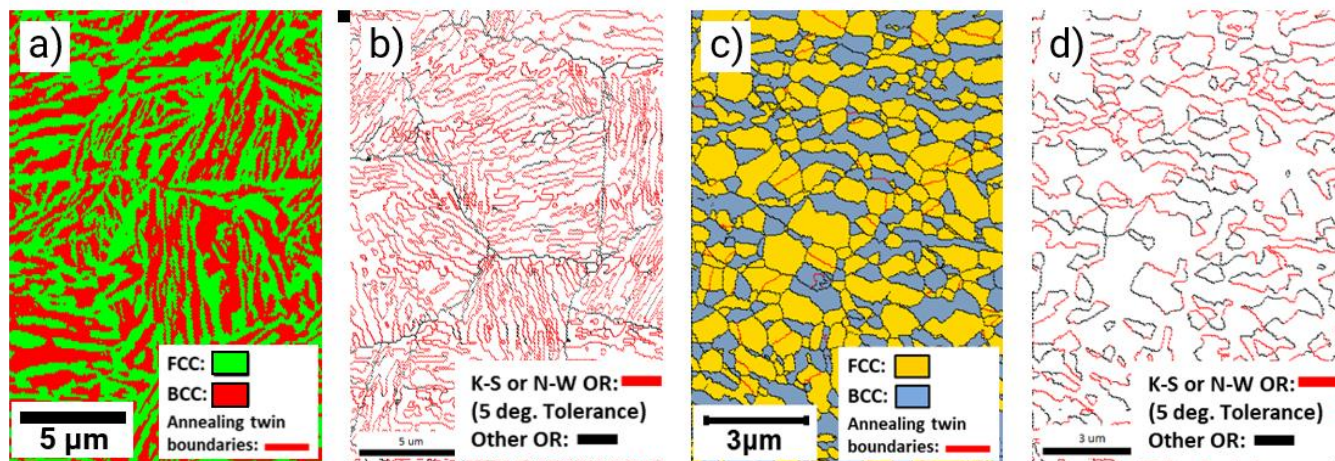 a)
FCC:
BCC:
Annealing twin
boundaries:
5 µm
b)
K-S or N-W OR:
(5 deg. Tolerance)
Other OR:
5 um
c)
FCC:
BCC:
Annealing twin
boundaries:
3µm
d)
K-S or N-W OR:
(5 deg. Tolerance)
Other OR:
3 um